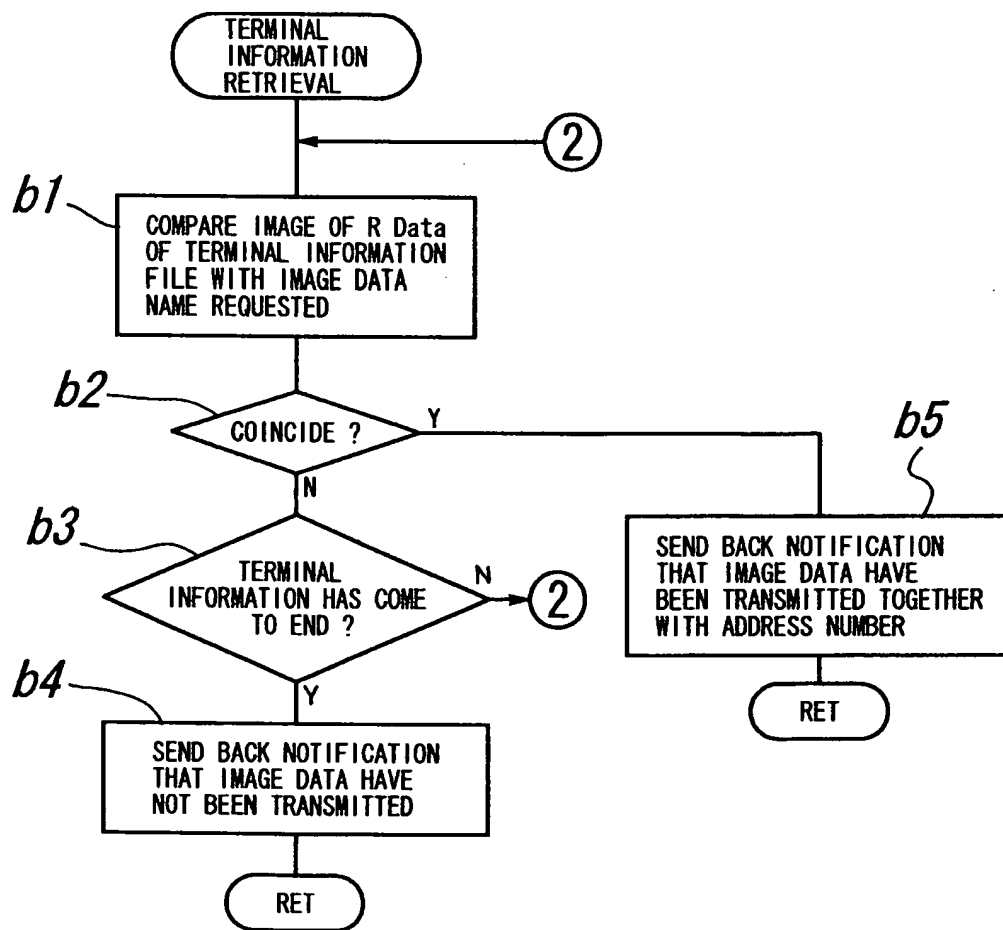 TERMINAL
INFORMATION
RETRIEVAL
2
b1
COMPARE IMAGE OF R Data
OF TERMINAL INFORMATION
FILE WITH IMAGE DATA
NAME REQUESTED
b2
COINCIDE ?
Y
N
b3
TERMINAL
INFORMATION HAS COME
TO END ?
N
2
Y
b4
SEND BACK NOTIFICATION
THAT IMAGE DATA HAVE
NOT BEEN TRANSMITTED
RET
b5
SEND BACK NOTIFICATION
THAT IMAGE DATA HAVE
BEEN TRANSMITTED TOGETHER
WITH ADDRESS NUMBER
RET